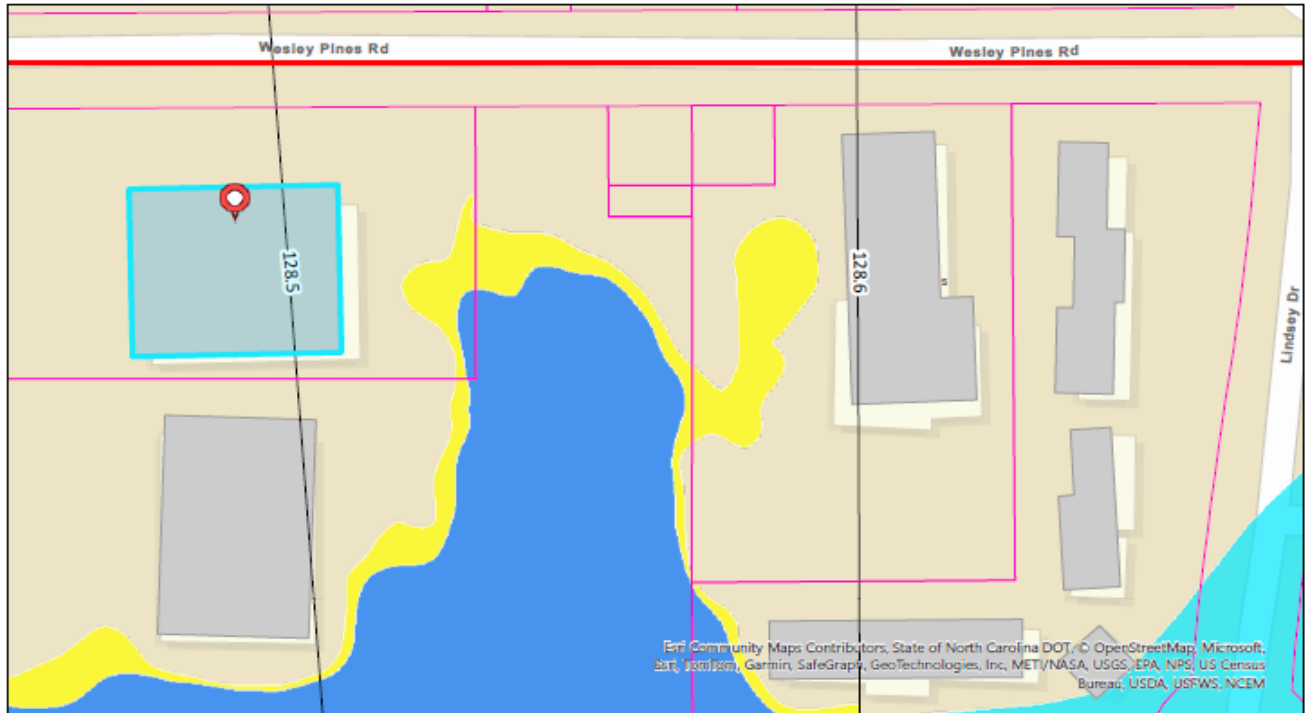 Wesley Pines Rd
Wesley Pines Rd
128.5
128.6
Lindsey Dr
Esri Community Maps Contributors, State of North Carolina DOT, © OpenStreetMap, Microsoft,
Esri, TomTom, Garmin, SafeGraph, GeoTechnologies, Inc, METI/NASA, USGS, EPA, NPS, US Census
Bureau, USDA, USFWS, NCEM